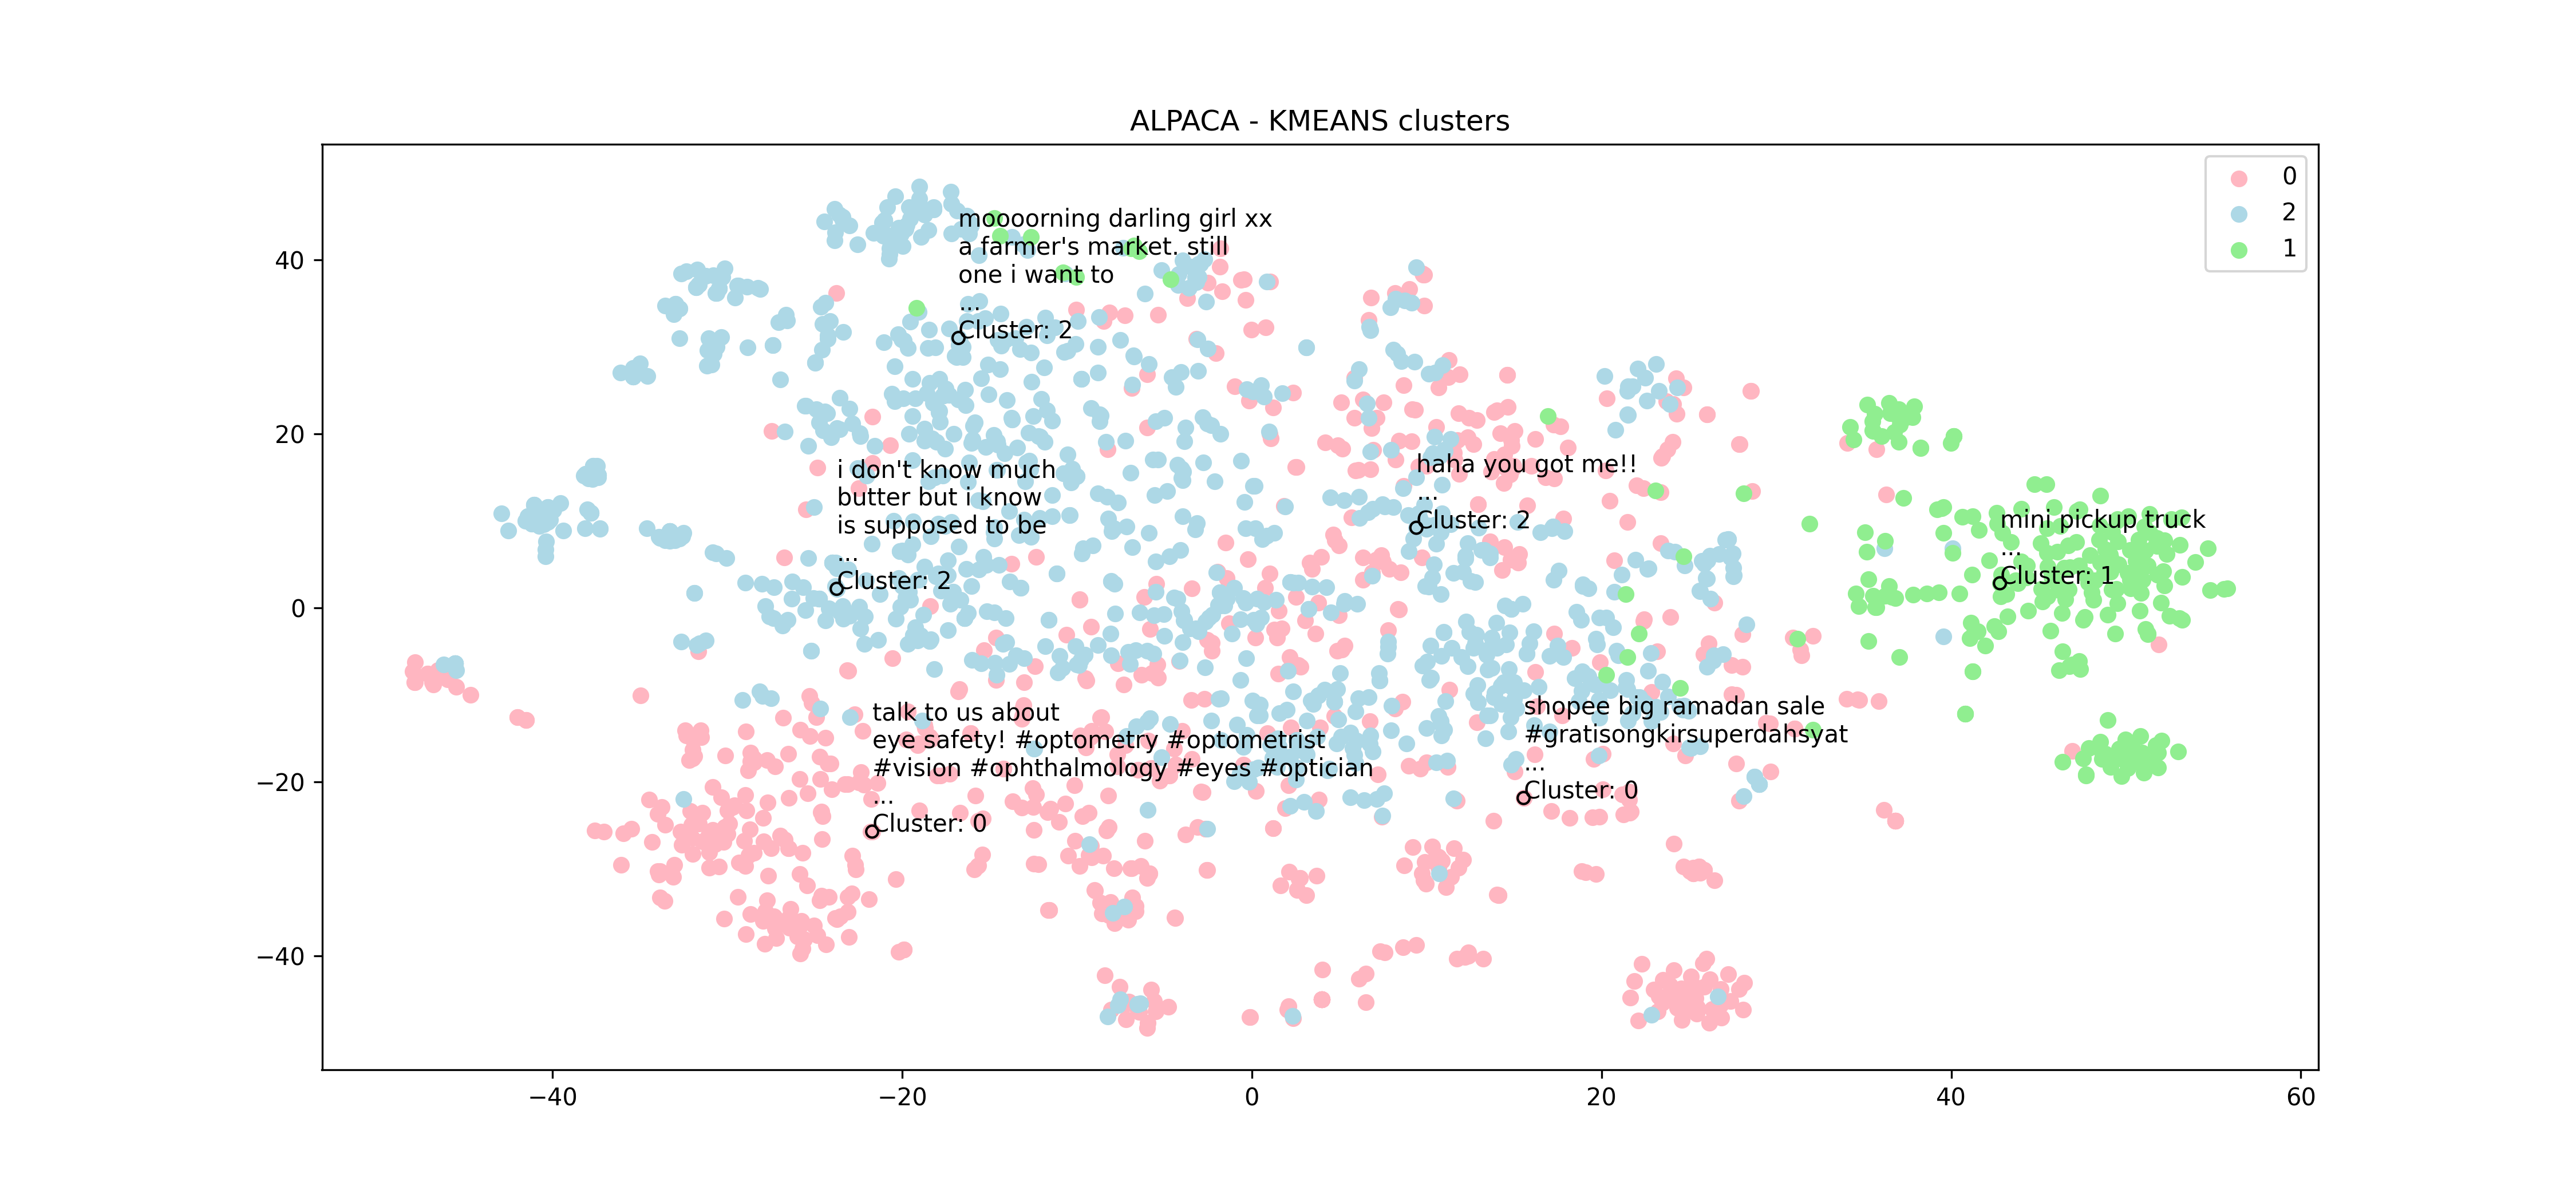 ALPACA - KMEANS clusters
0
2
1
moooorning darling girl xx
a farmer's market. still
one i want to
...
Cluster: 2
i don't know much
butter but i know
is supposed to be
...
Cluster: 2
haha you got me!!
...
Cluster: 2
mini pickup truck
...
Cluster: 1
talk to us about
eye safety! #optometry #optometrist
#vision #ophthalmology #eyes #optician
...
Cluster: 0
shopee big ramadan sale
#gratisongkirsuperdahsyat
...
Cluster: 0
40
20
0
−20
−40
−40
−20
0
20
40
60